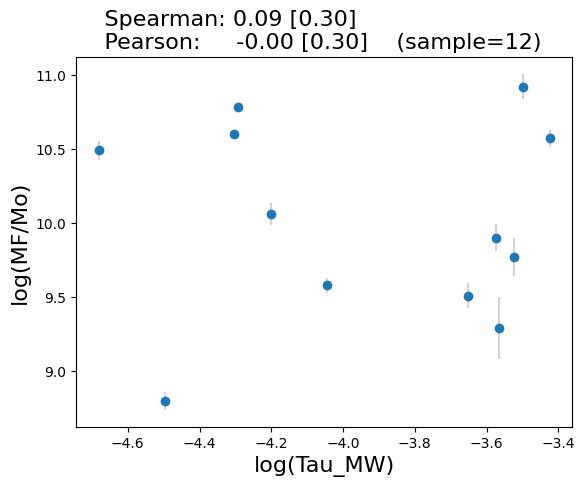 Spearman: 0.09 [0.30]
Pearson: -0.00 [0.30] (sample=12)
11.0
10.5
10.0
9.5
9.0
log(MF/Mo)
−4.6 −4.4 −4.2 −4.0 −3.8 −3.6 −3.4
log(Tau_MW)